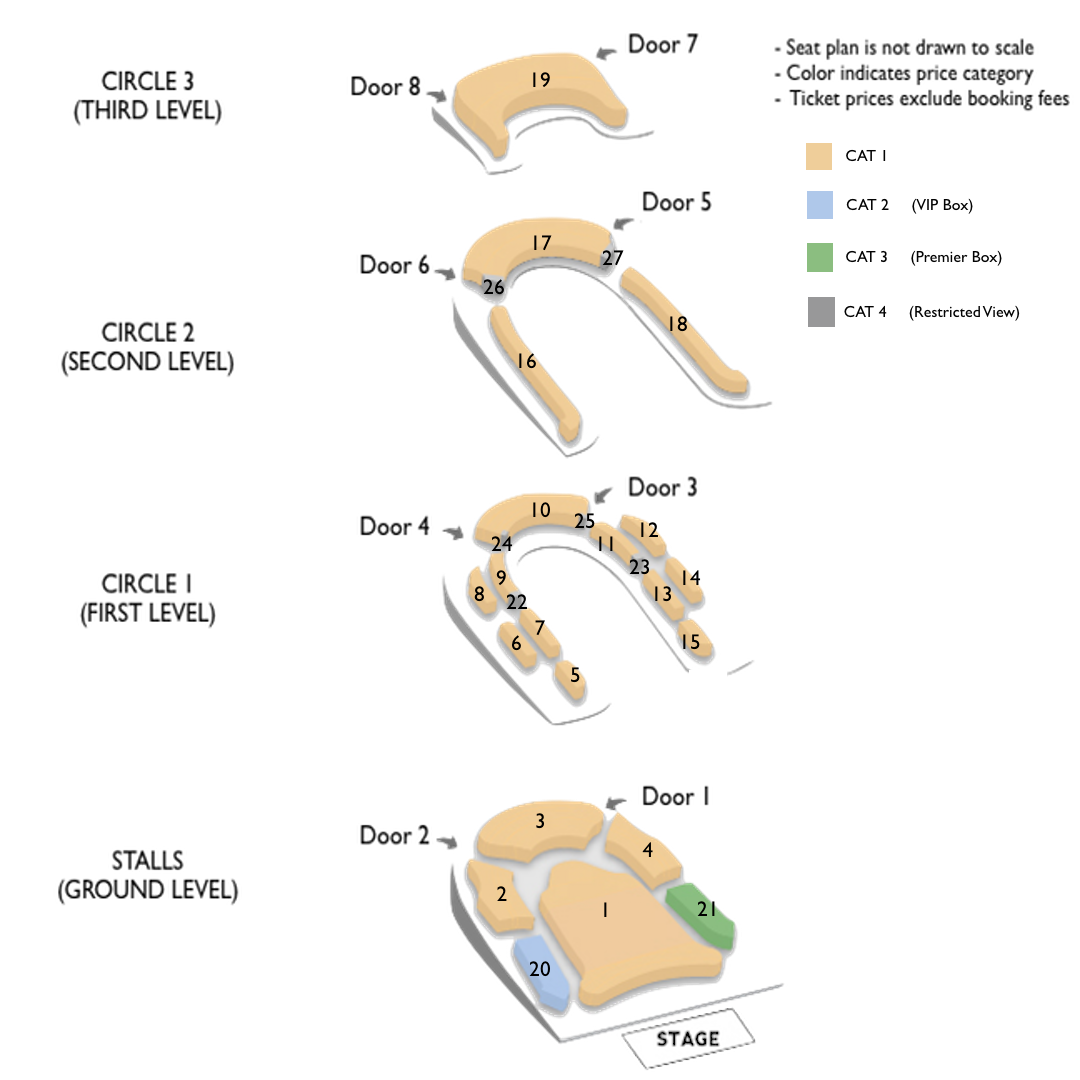 Door 7
- Seat plan is not drawn to scale
- Color indicates price category
- Ticket prices exclude booking fees
CIRCLE 3
(THIRD LEVEL)
Door 8
19
CAT 1
CAT 2 (VIP Box)
CAT 3 (Premier Box)
CAT 4 (Restricted View)
Door 5
17
27
Door 6
26
18
CIRCLE 2
(SECOND LEVEL)
16
Door 3
10
25
Door 4
24
11
12
23
9
14
8
22
13
CIRCLE 1
(FIRST LEVEL)
7
6
15
5
Door 1
3
Door 2
4
STALLS
(GROUND LEVEL)
2
1
21
20
STAGE